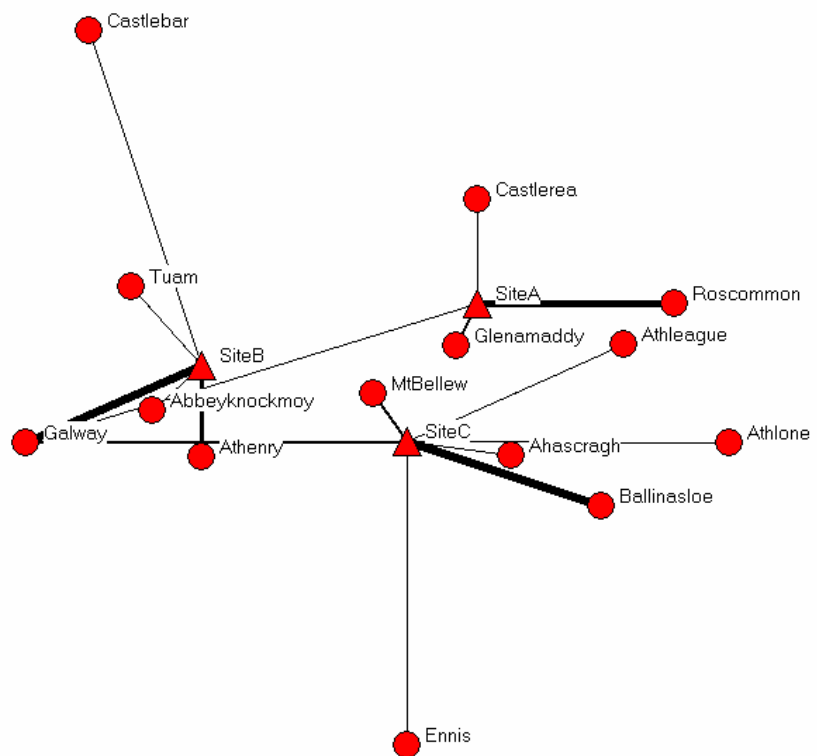 Castlebar
Castlerea
Tuam
SiteA
Roscommon
Glenamaddy
Athleague
SiteB
MtBellew
Abbeyknockmoy
Galway
SiteC
Athlone
Athenry
Ahascragh
Ballinasloe
Ennis